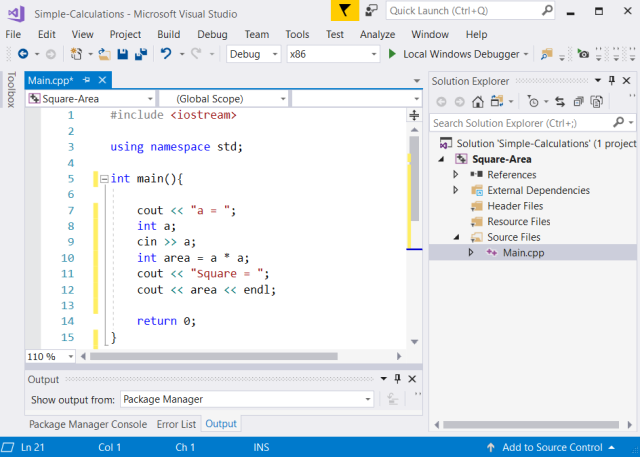 Simple-Calculations - Microsoft Visual Studio
Quick Launch (Ctrl+Q)
File Edit View Project Build Debug Team Tools Test Analyze Window Help
Debug x86 Local Windows Debugger
Toolbox
Main.cpp*
Square-Area (Global Scope)
1 #include <iostream>
2
3 using namespace std;
4
5 int main(){
6
7 cout << "a = ";
8 int a;
9 cin >> a;
10 int area = a * a;
11 cout << "Square = ";
12 cout << area << endl;
13
14 return 0;
15 }
110 %
Output
Show output from: Package Manager
Package Manager Console Error List Output
Solution Explorer
Search Solution Explorer (Ctrl+;)
Solution 'Simple-Calculations' (1 project
Square-Area
References
External Dependencies
Header Files
Resource Files
Source Files
Main.cpp
Ln 21 Col 1 Ch 1 INS Add to Source Control